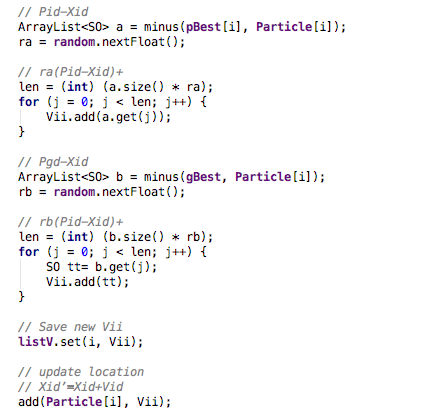 // Pid-Xid
ArrayList<SO> a = minus(pBest[i], Particle[i]);
ra = random.nextFloat();
// ra(Pid-Xid)+
len = (int) (a.size() * ra);
for (j = 0; j < len; j++) {
Vii.add(a.get(j));
}
// Pgd-Xid
ArrayList<SO> b = minus(gBest, Particle[i]);
rb = random.nextFloat();
// rb(Pid-Xid)+
len = (int) (b.size() * rb);
for (j = 0; j < len; j++) {
SO tt= b.get(j);
Vii.add(tt);
}
// Save new Vii
listV.set(i, Vii);
// update location
// Xid'=Xid+Vid
add(Particle[i], Vii);